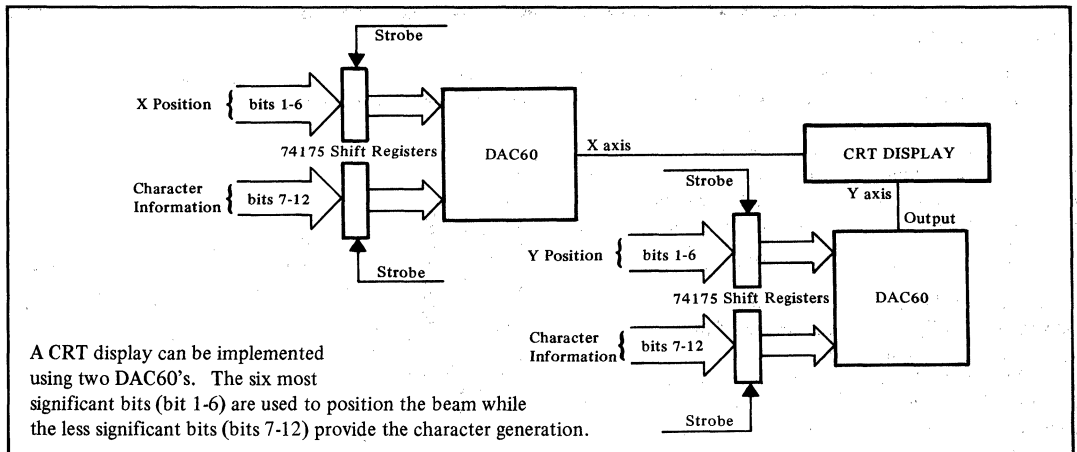 Strobe
X Position { bits 1-6
74175 Shift Registers
DAC60
X axis
CRT DISPLAY
Character
Information { bits 7-12
Strobe
Strobe
Y axis
Output
Y Position { bits 1-6
74175 Shift Registers
DAC60
Character
Information { bits 7-12
Strobe
A CRT display can be implemented
using two DAC60's. The six most
significant bits (bit 1-6) are used to position the beam while
the less significant bits (bits 7-12) provide the character generation.